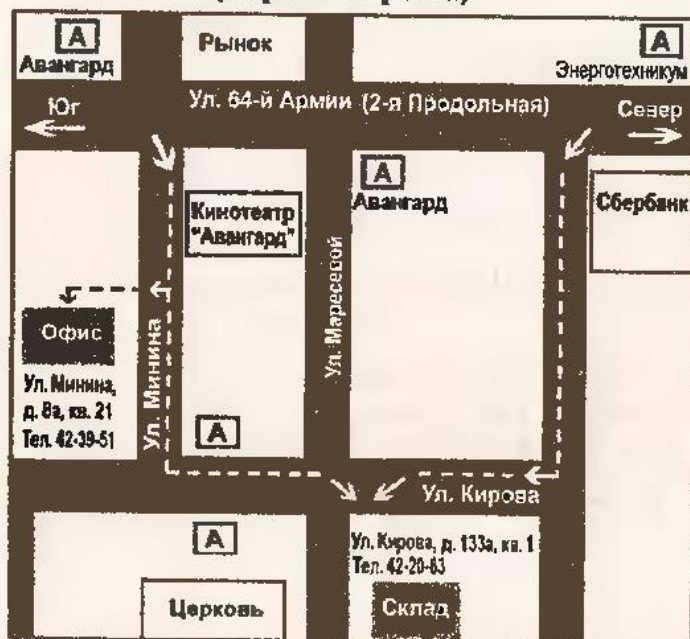 А
Авангард
Рынок
А
Энерготехникум
Юг
Ул. 64-й Армии (2-я Продольная)
Север
А
Авангард
Кинотеатр
"Авангард"
Сбербанк
Ул. Маресевой
Офис
Ул. Минина,
д. 8а, кв. 21
Тел. 42-39-51
Ул. Минина
А
Ул. Кирова
А
Ул. Кирова, д. 133а, кв. 1
Тел. 42-20-63
Церковь
Склад